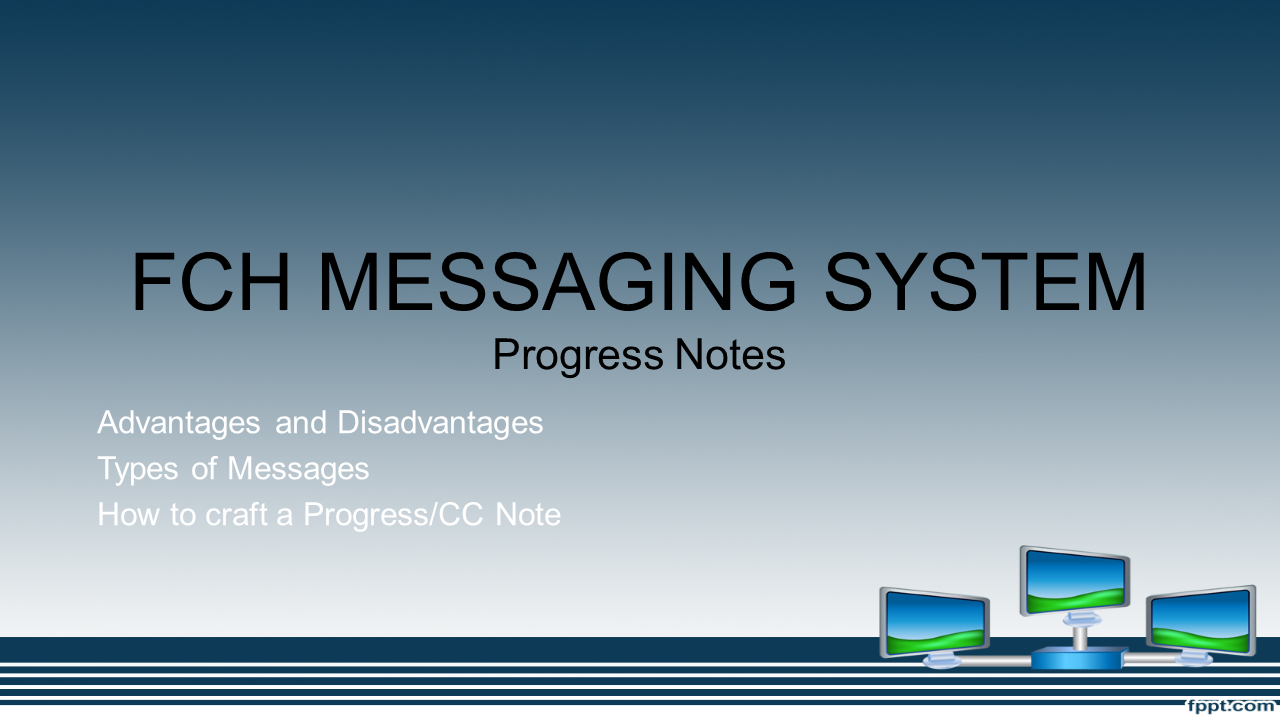 FCH MESSAGING SYSTEM
Progress Notes
Advantages and Disadvantages
Types of Messages
How to craft a Progress/CC Note
fppt.com